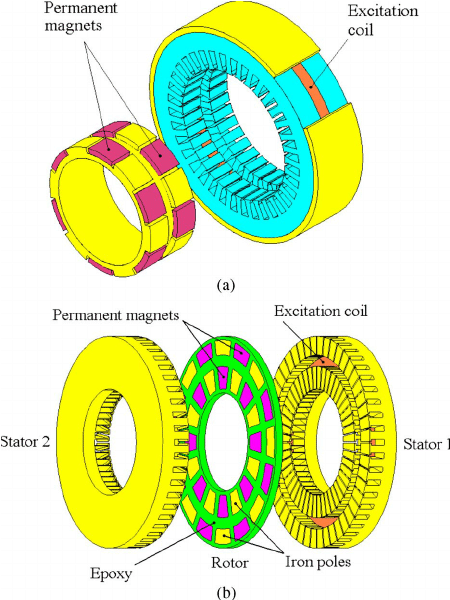 Permanent
magnets
Excitation
coil
(a)
Permanent magnets
Excitation coil
Stator 2
Stator 1
Epoxy
Rotor
Iron poles
(b)